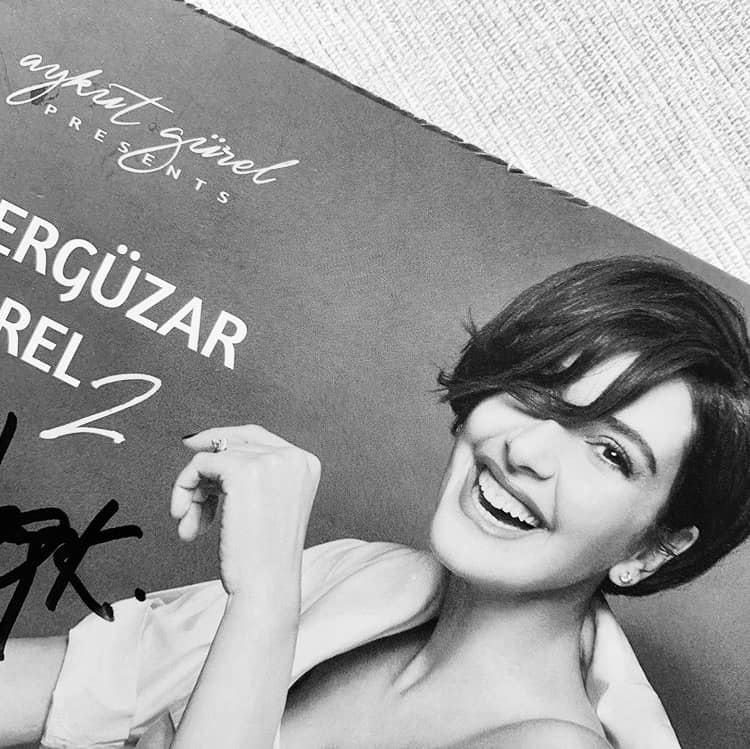 aykut gürel
PRESENTS
ERGÜZAR
REL 2